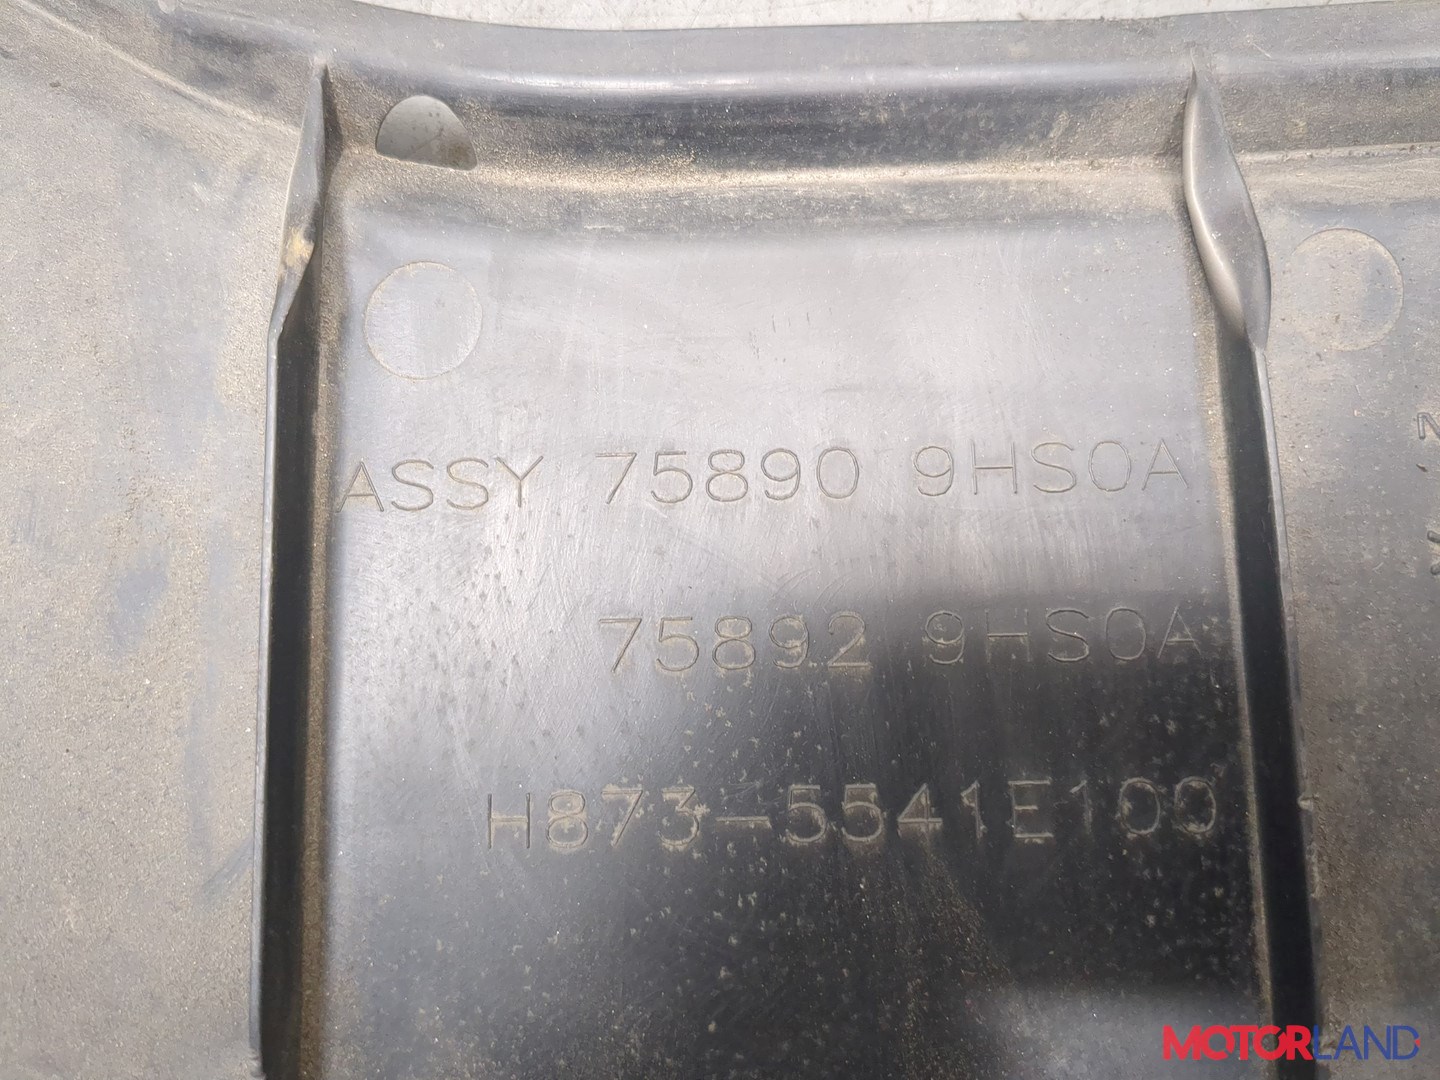 ASSY 75890 9HS0A
75892 9HS0A
H873-5541E100
MOTORLAND